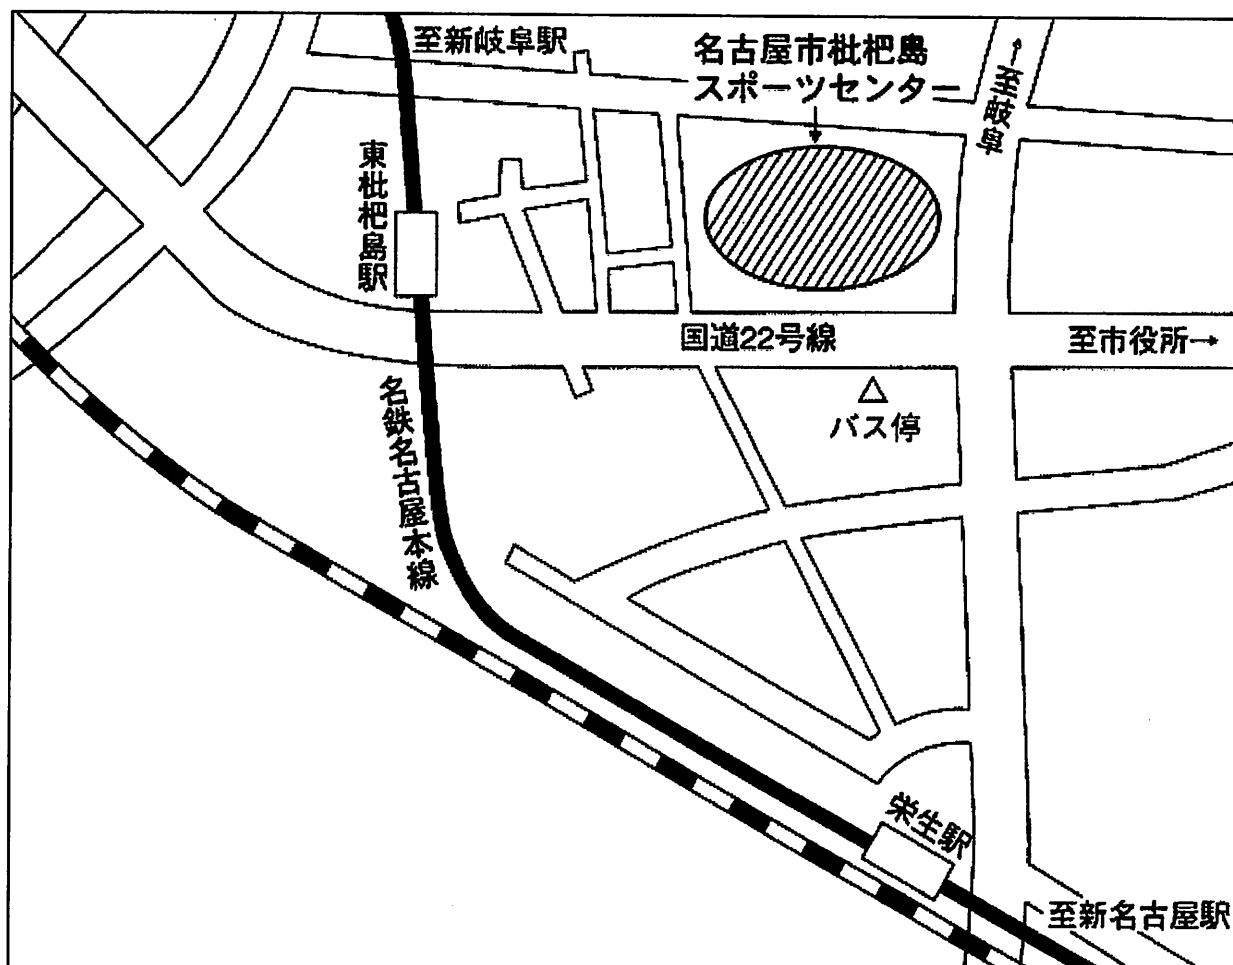 至新岐阜駅
名古屋市枇杷島
スポーツセンター
←至岐阜
東枇杷島駅
国道22号線
至市役所→
バス停
名鉄名古屋本線
栄生駅
至新名古屋駅